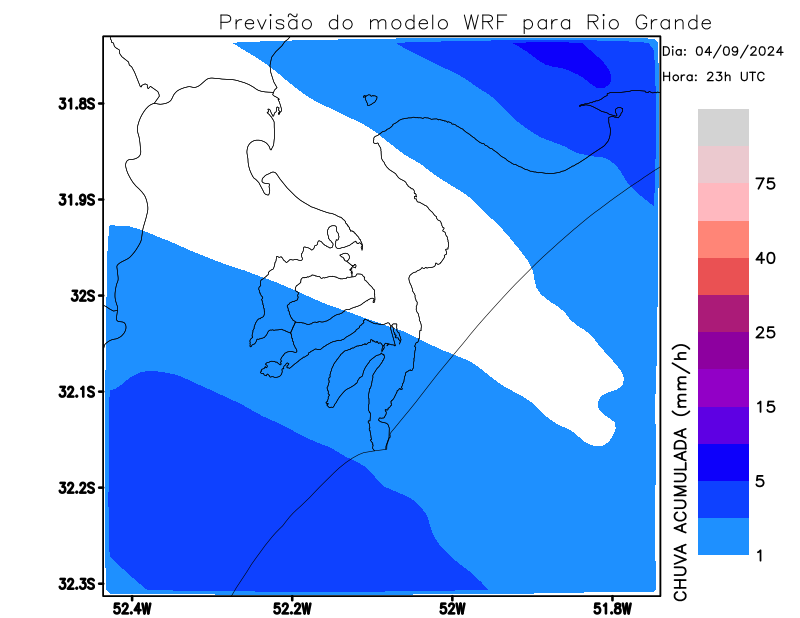 Previsão do modelo WRF para Rio Grande
Dia: 04/09/2024
Hora: 23h UTC
31.8S
31.9S
32S
32.1S
32.2S
32.3S
52.4W
52.2W
52W
51.8W
75
40
25
15
5
1
CHUVA ACUMULADA (mm/h)